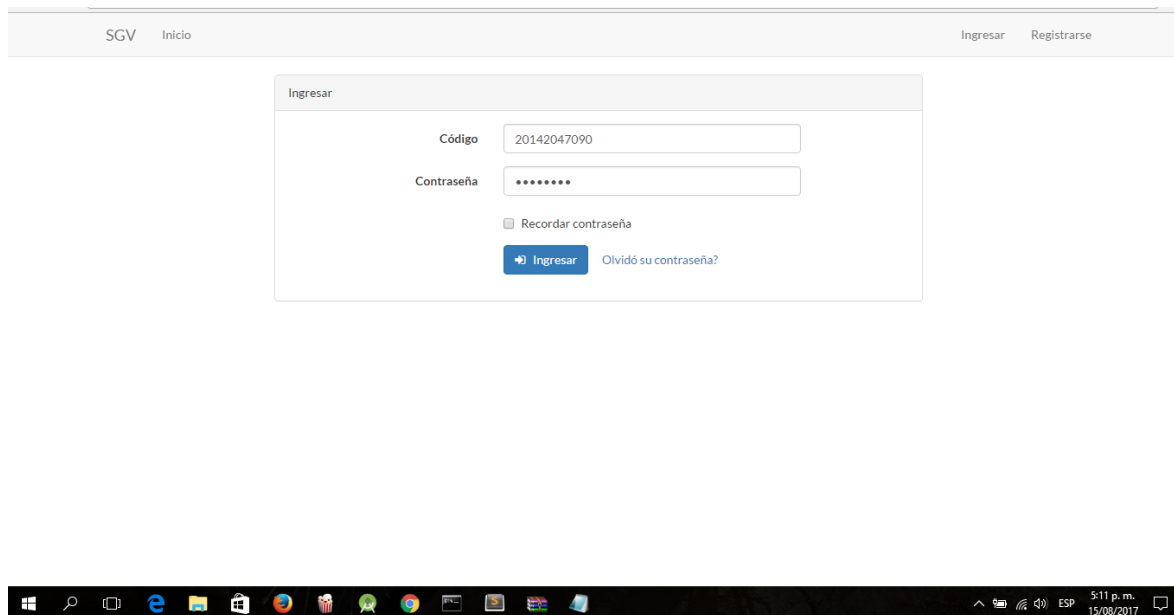 SGV Inicio Ingresar Registrarse
Ingresar
Código 20142047090
Contraseña ••••••••
Recordar contraseña
Ingresar Olvidó su contraseña?
ESP 5:11 p. m.
15/08/2017